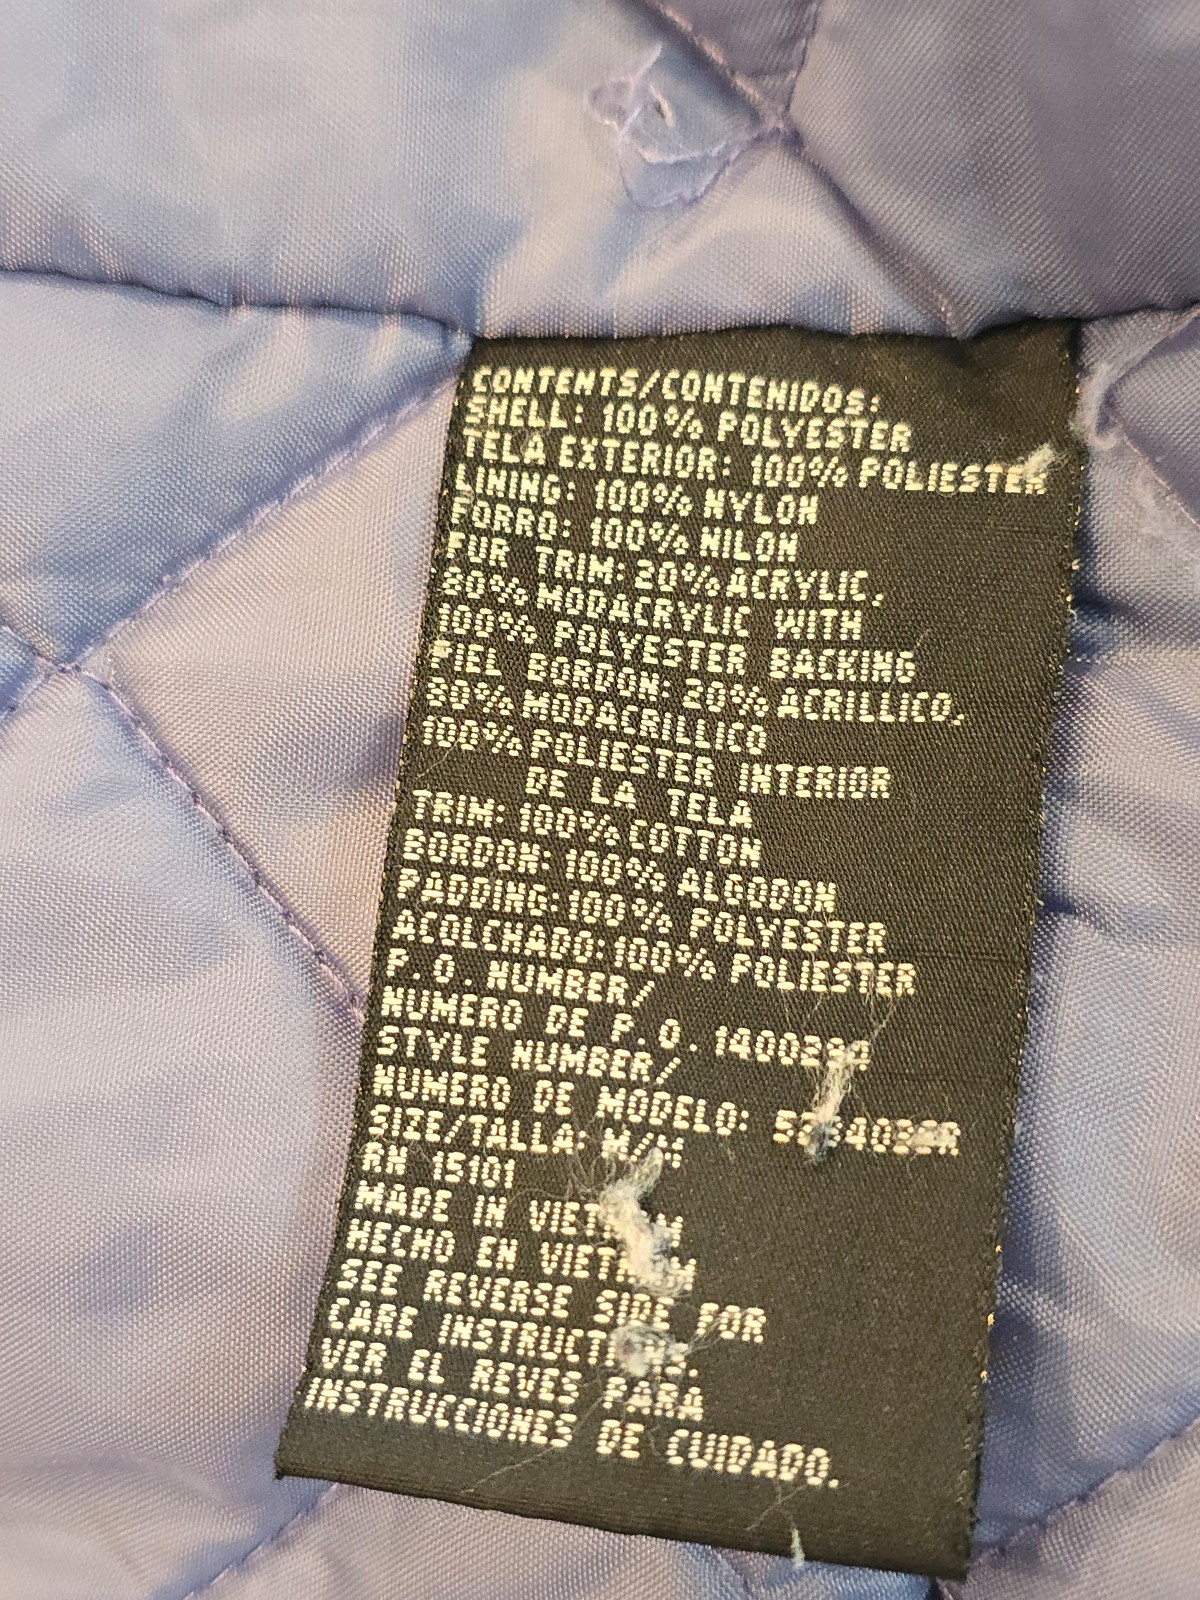 CONTENTS/CONTENIDOS:
SHELL: 100% POLYESTER
TELA EXTERIOR: 100% POLIESTER
LINING: 100% NYLON
FORRO: 100% NILON
FUR TRIM: 20% ACRYLIC,
80% MODACRYLIC WITH
100% POLYESTER BACKING
PIEL BORDON: 20% ACRILLICO,
80% MODACRILLICO
100% POLIESTER INTERIOR
DE LA TELA
TRIM: 100% COTTON
BORDON: 100% ALGODON
PADDING: 100% POLYESTER
ACOLCHADO: 100% POLIESTER
P.O. NUMBER/
NUMERO DE P.O.
STYLE NUMBER/
NUMERO DE MODELO:
SIZE/TALLA: M/M
RN 15101
MADE IN VIETNAM
HECHO EN VIETNAM
SEE REVERSE SIDE FOR
CARE INSTRUCTIONS.
VER EL REVES PARA
INSTRUCCIONES DE CUIDADO.